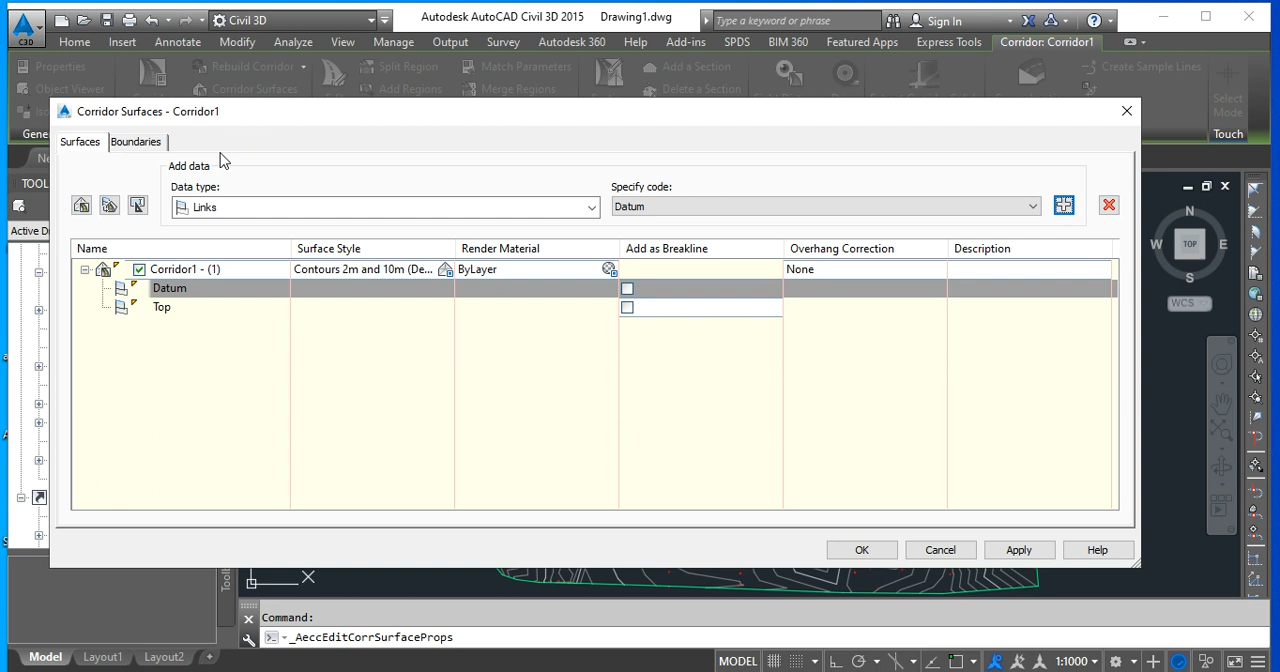 Civil 3D
Autodesk AutoCAD Civil 3D 2015 Drawing1.dwg
Type a keyword or phrase
Sign In
C3D
Home Insert Annotate Modify Analyze View Manage Output Survey Autodesk 360 Help Add-ins SPDS BIM 360 Featured Apps Express Tools Corridor: Corridor1
Properties Rebuild Corridor Split Region Match Parameters Add a Section Create Sample Lines
Object Viewer Corridor Surfaces Add Regions Merge Regions Delete a Section
Select
Mode
Touch
Corridor Surfaces - Corridor1
Surfaces Boundaries
TOOL
Active D
Add data
Data type: Specify code:
Links Datum
Name Surface Style Render Material Add as Breakline Overhang Correction Description
Corridor1 - (1) Contours 2m and 10m (De... ByLayer None
Datum
Top
OK Cancel Apply Help
N
W TOP E
S
WCS
Command:
_AeccEditCorrSurfaceProps
Model Layout1 Layout2 +
MODEL 1:1000